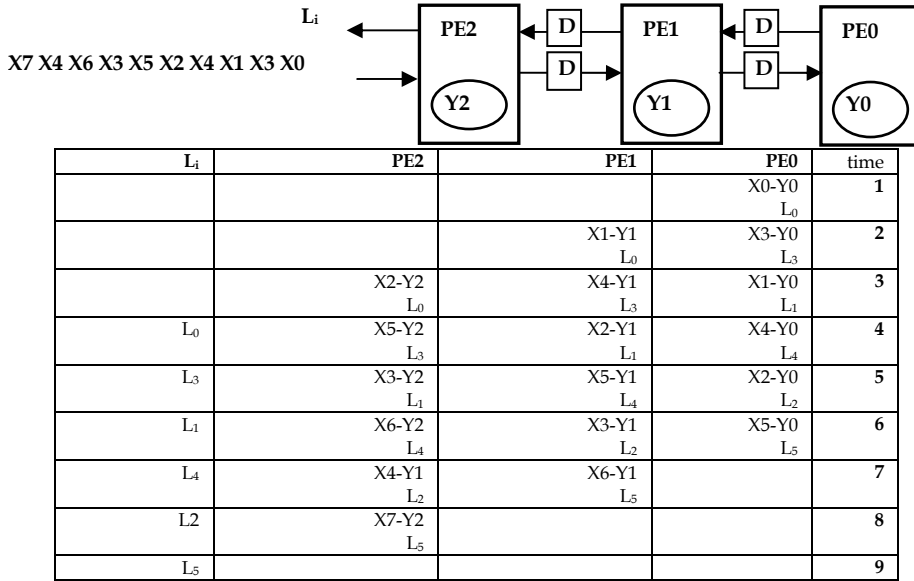 Lᵢ
PE2 D PE1 D PE0
X7 X4 X6 X3 X5 X2 X4 X1 X3 X0
D D
Y2 Y1 Y0
Lᵢ PE2 PE1 PE0 time
X0-Y0 1
L₀
X1-Y1 X3-Y0 2
L₀ L₃
X2-Y2 X4-Y1 X1-Y0 3
L₀ L₃ L₁
L₀ X5-Y2 X2-Y1 X4-Y0 4
L₃ L₁ L₄
L₃ X3-Y2 X5-Y1 X2-Y0 5
L₁ L₄ L₂
L₁ X6-Y2 X3-Y1 X5-Y0 6
L₄ L₂ L₅
L₄ X4-Y1 X6-Y1 7
L₂ L₅
L2 X7-Y2 8
L₅
L₅ 9